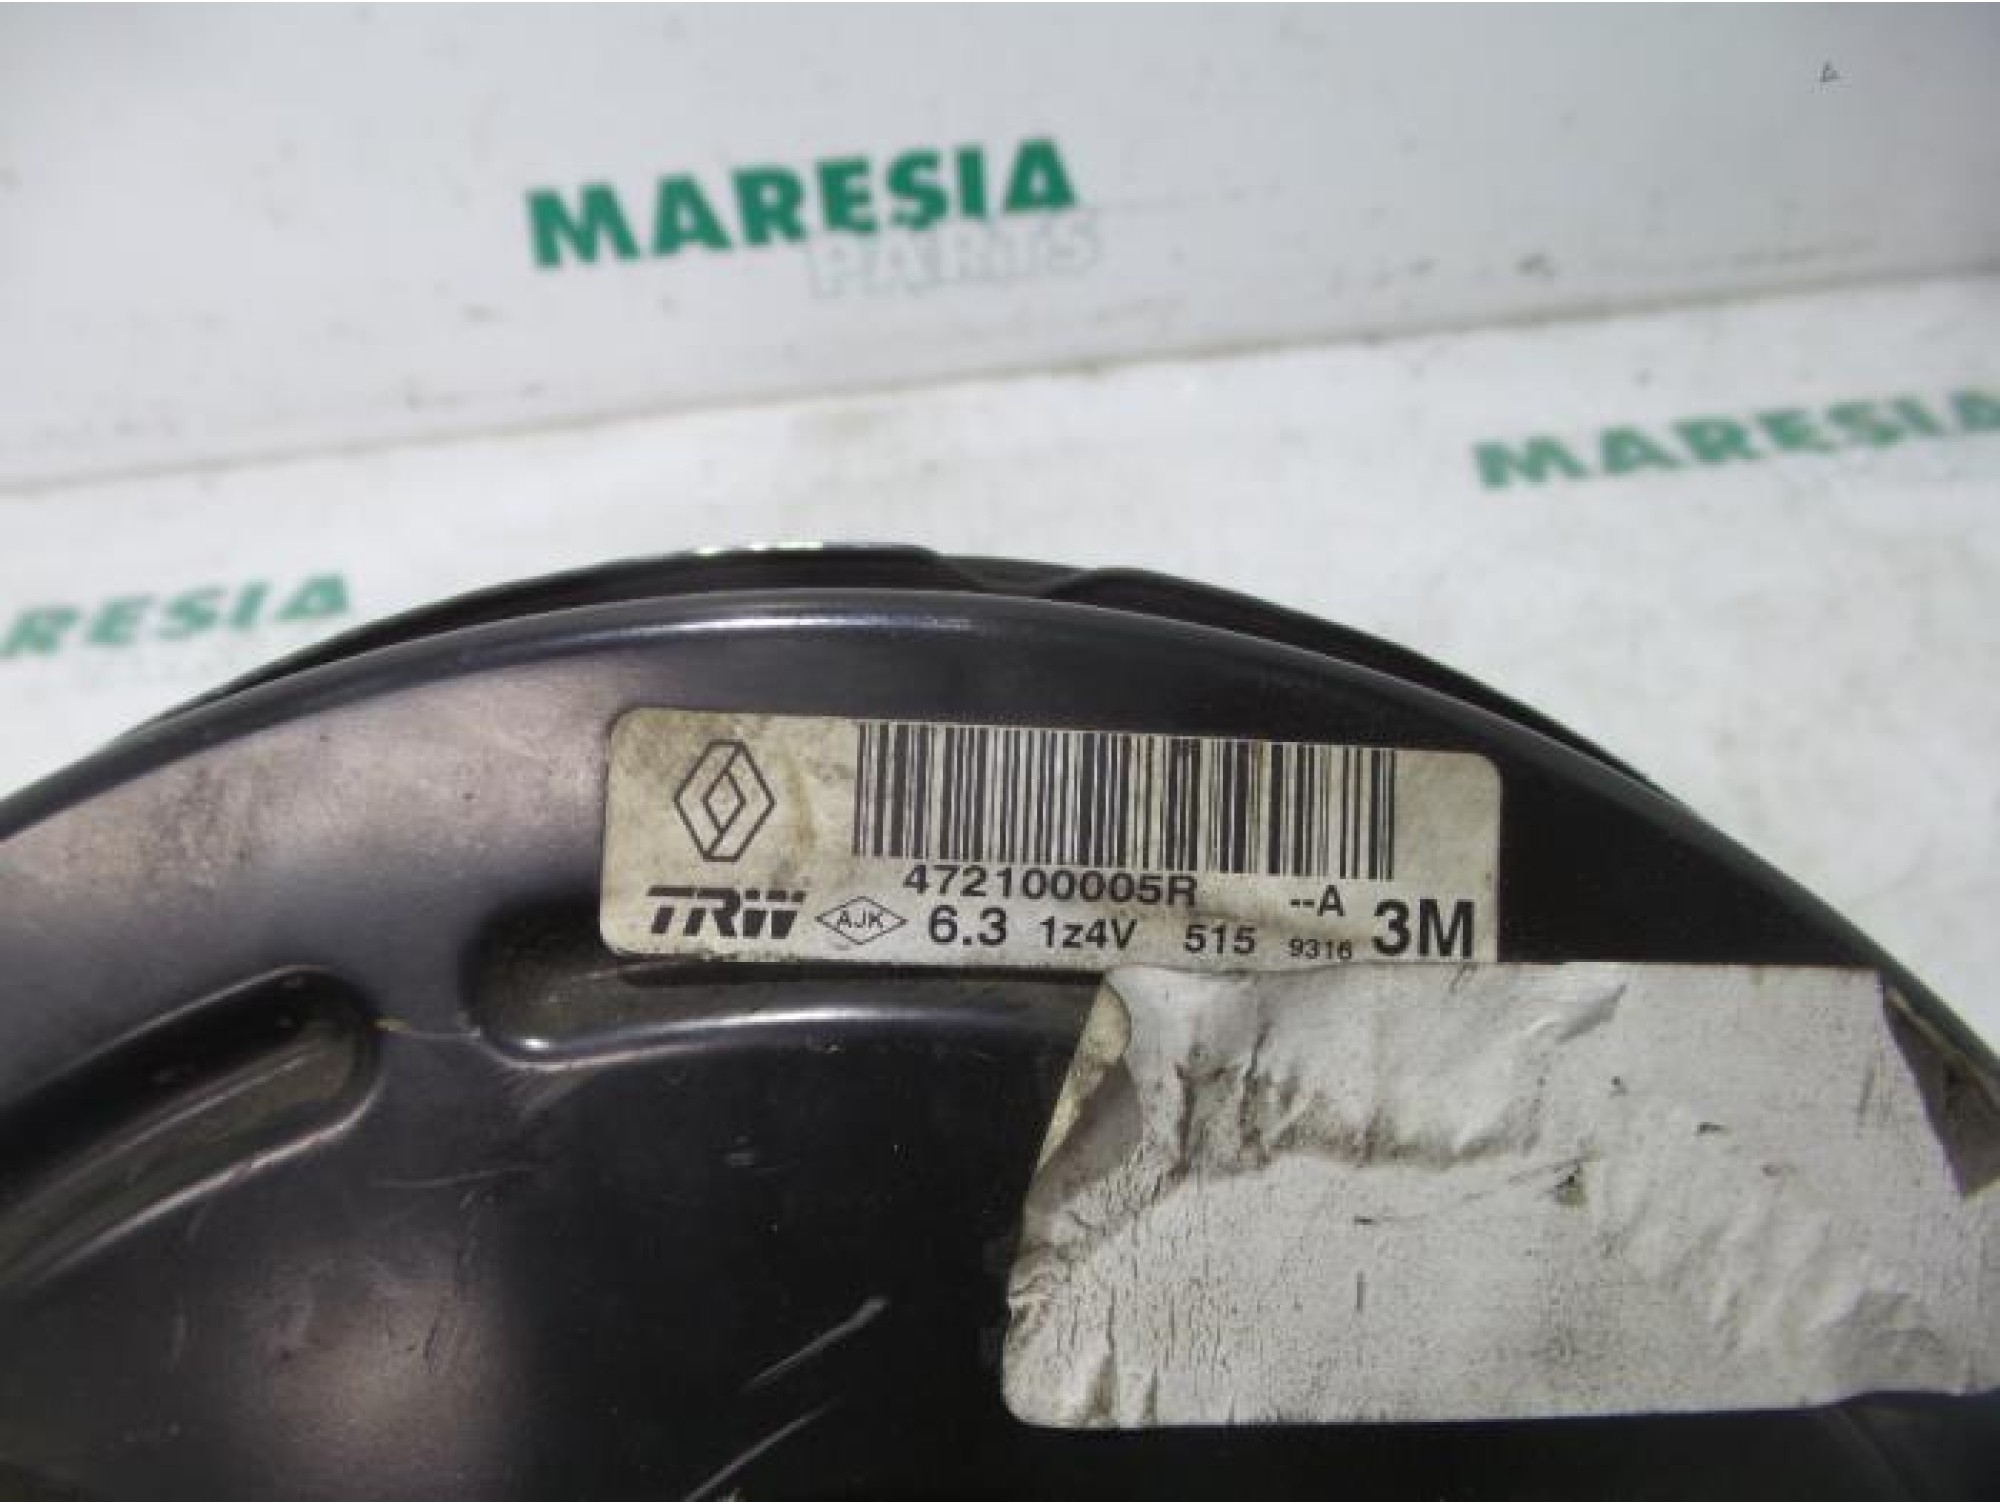 MARESIA
PARTS
MARESIA
RESIA
472100005R --A
TRW AJK 6.3 1z4V 515 9316 3M